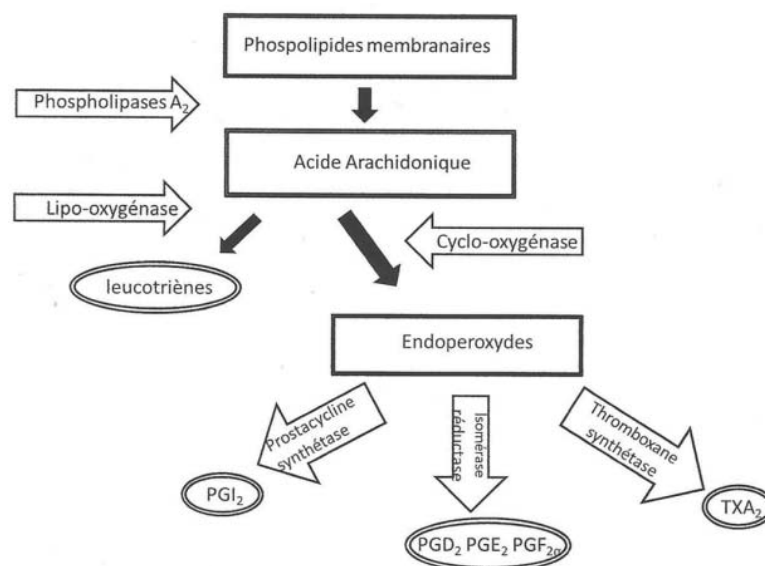 Phospolipides membranaires
Phospholipases A₂
Acide Arachidonique
Lipo-oxygénase
Cyclo-oxygénase
leucotriènes
Endoperoxydes
Prostacycline
synthétase
Isomérase
réductase
Thromboxane
synthétase
PGI₂
TXA₂
PGD₂ PGE₂ PGF₂α